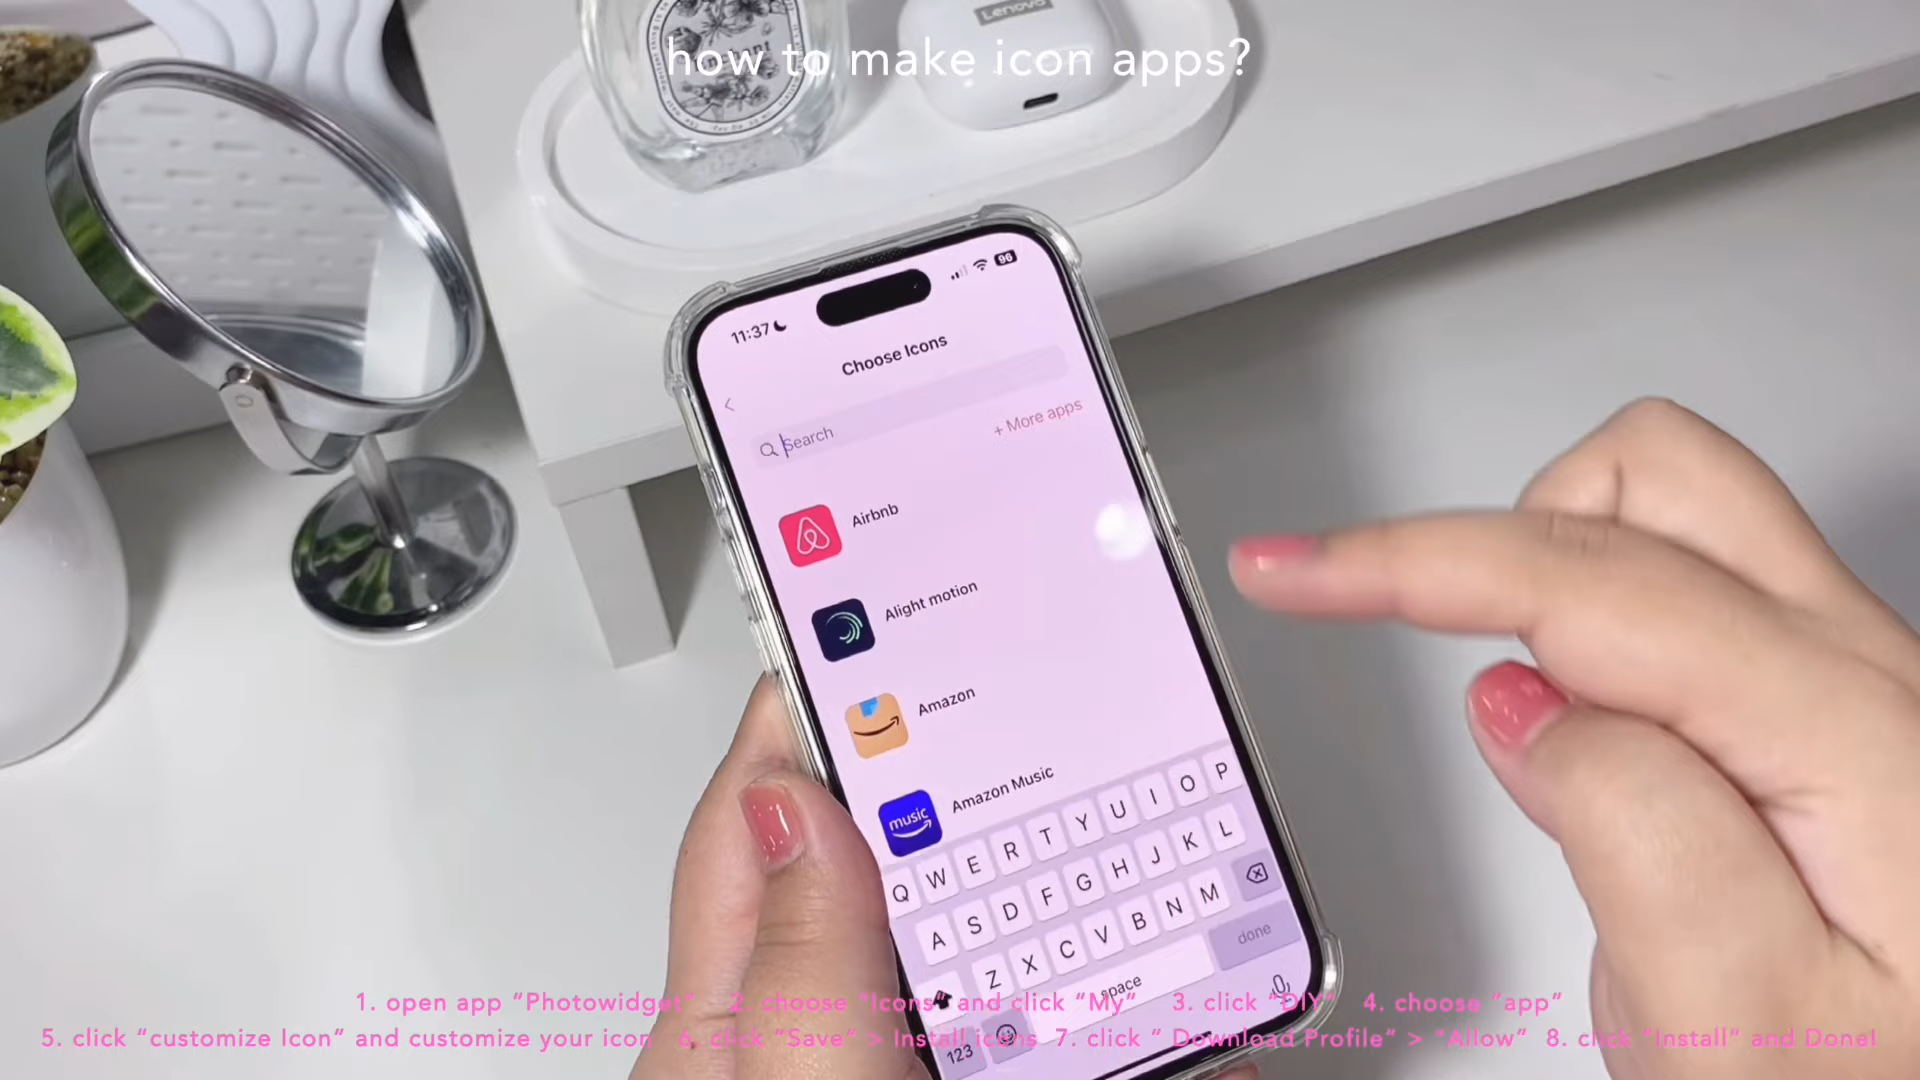 Lenovo
how to make icon apps?
11:37
96
Choose Icons
Search
+ More apps
Airbnb
Alight motion
Amazon
music
Amazon Music
Q W E R T Y U I O P
A S D F G H J K L
Z X C V B N M
123
space
done
1. open app “Photowidget” 2. choose “Icons” and click “My” 3. click “DIY” 4. choose “app”
5. click “customize Icon” and customize your icon 6. click “Save” > Install icons 7. click “ Download Profile” > “Allow” 8. click “Install” and Done!